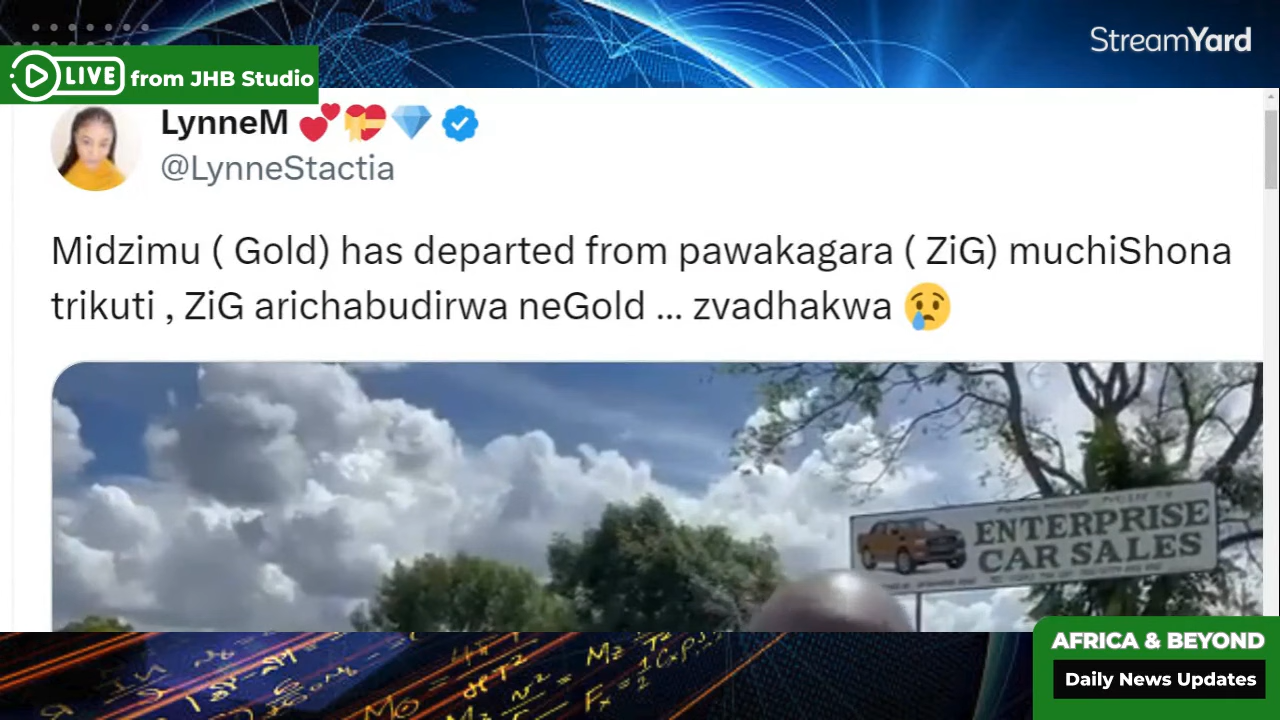 StreamYard
LIVE from JHB Studio
LynneM
@LynneStactia
Midzimu ( Gold) has departed from pawakagara ( ZiG) muchiShona
trikuti , ZiG arichabudirwa neGold ... zvadhakwa
ENTERPRISE
CAR SALES
AFRICA & BEYOND
Daily News Updates